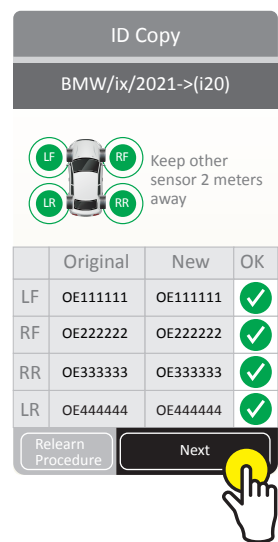 ID Copy
BMW/ix/2021->(i20)
LF RF
Keep other
sensor 2 meters
away
LR RR
Original New OK
LF OE111111 OE111111
RF OE222222 OE222222
RR OE333333 OE333333
LR OE444444 OE444444
Relearn
Procedure
Next